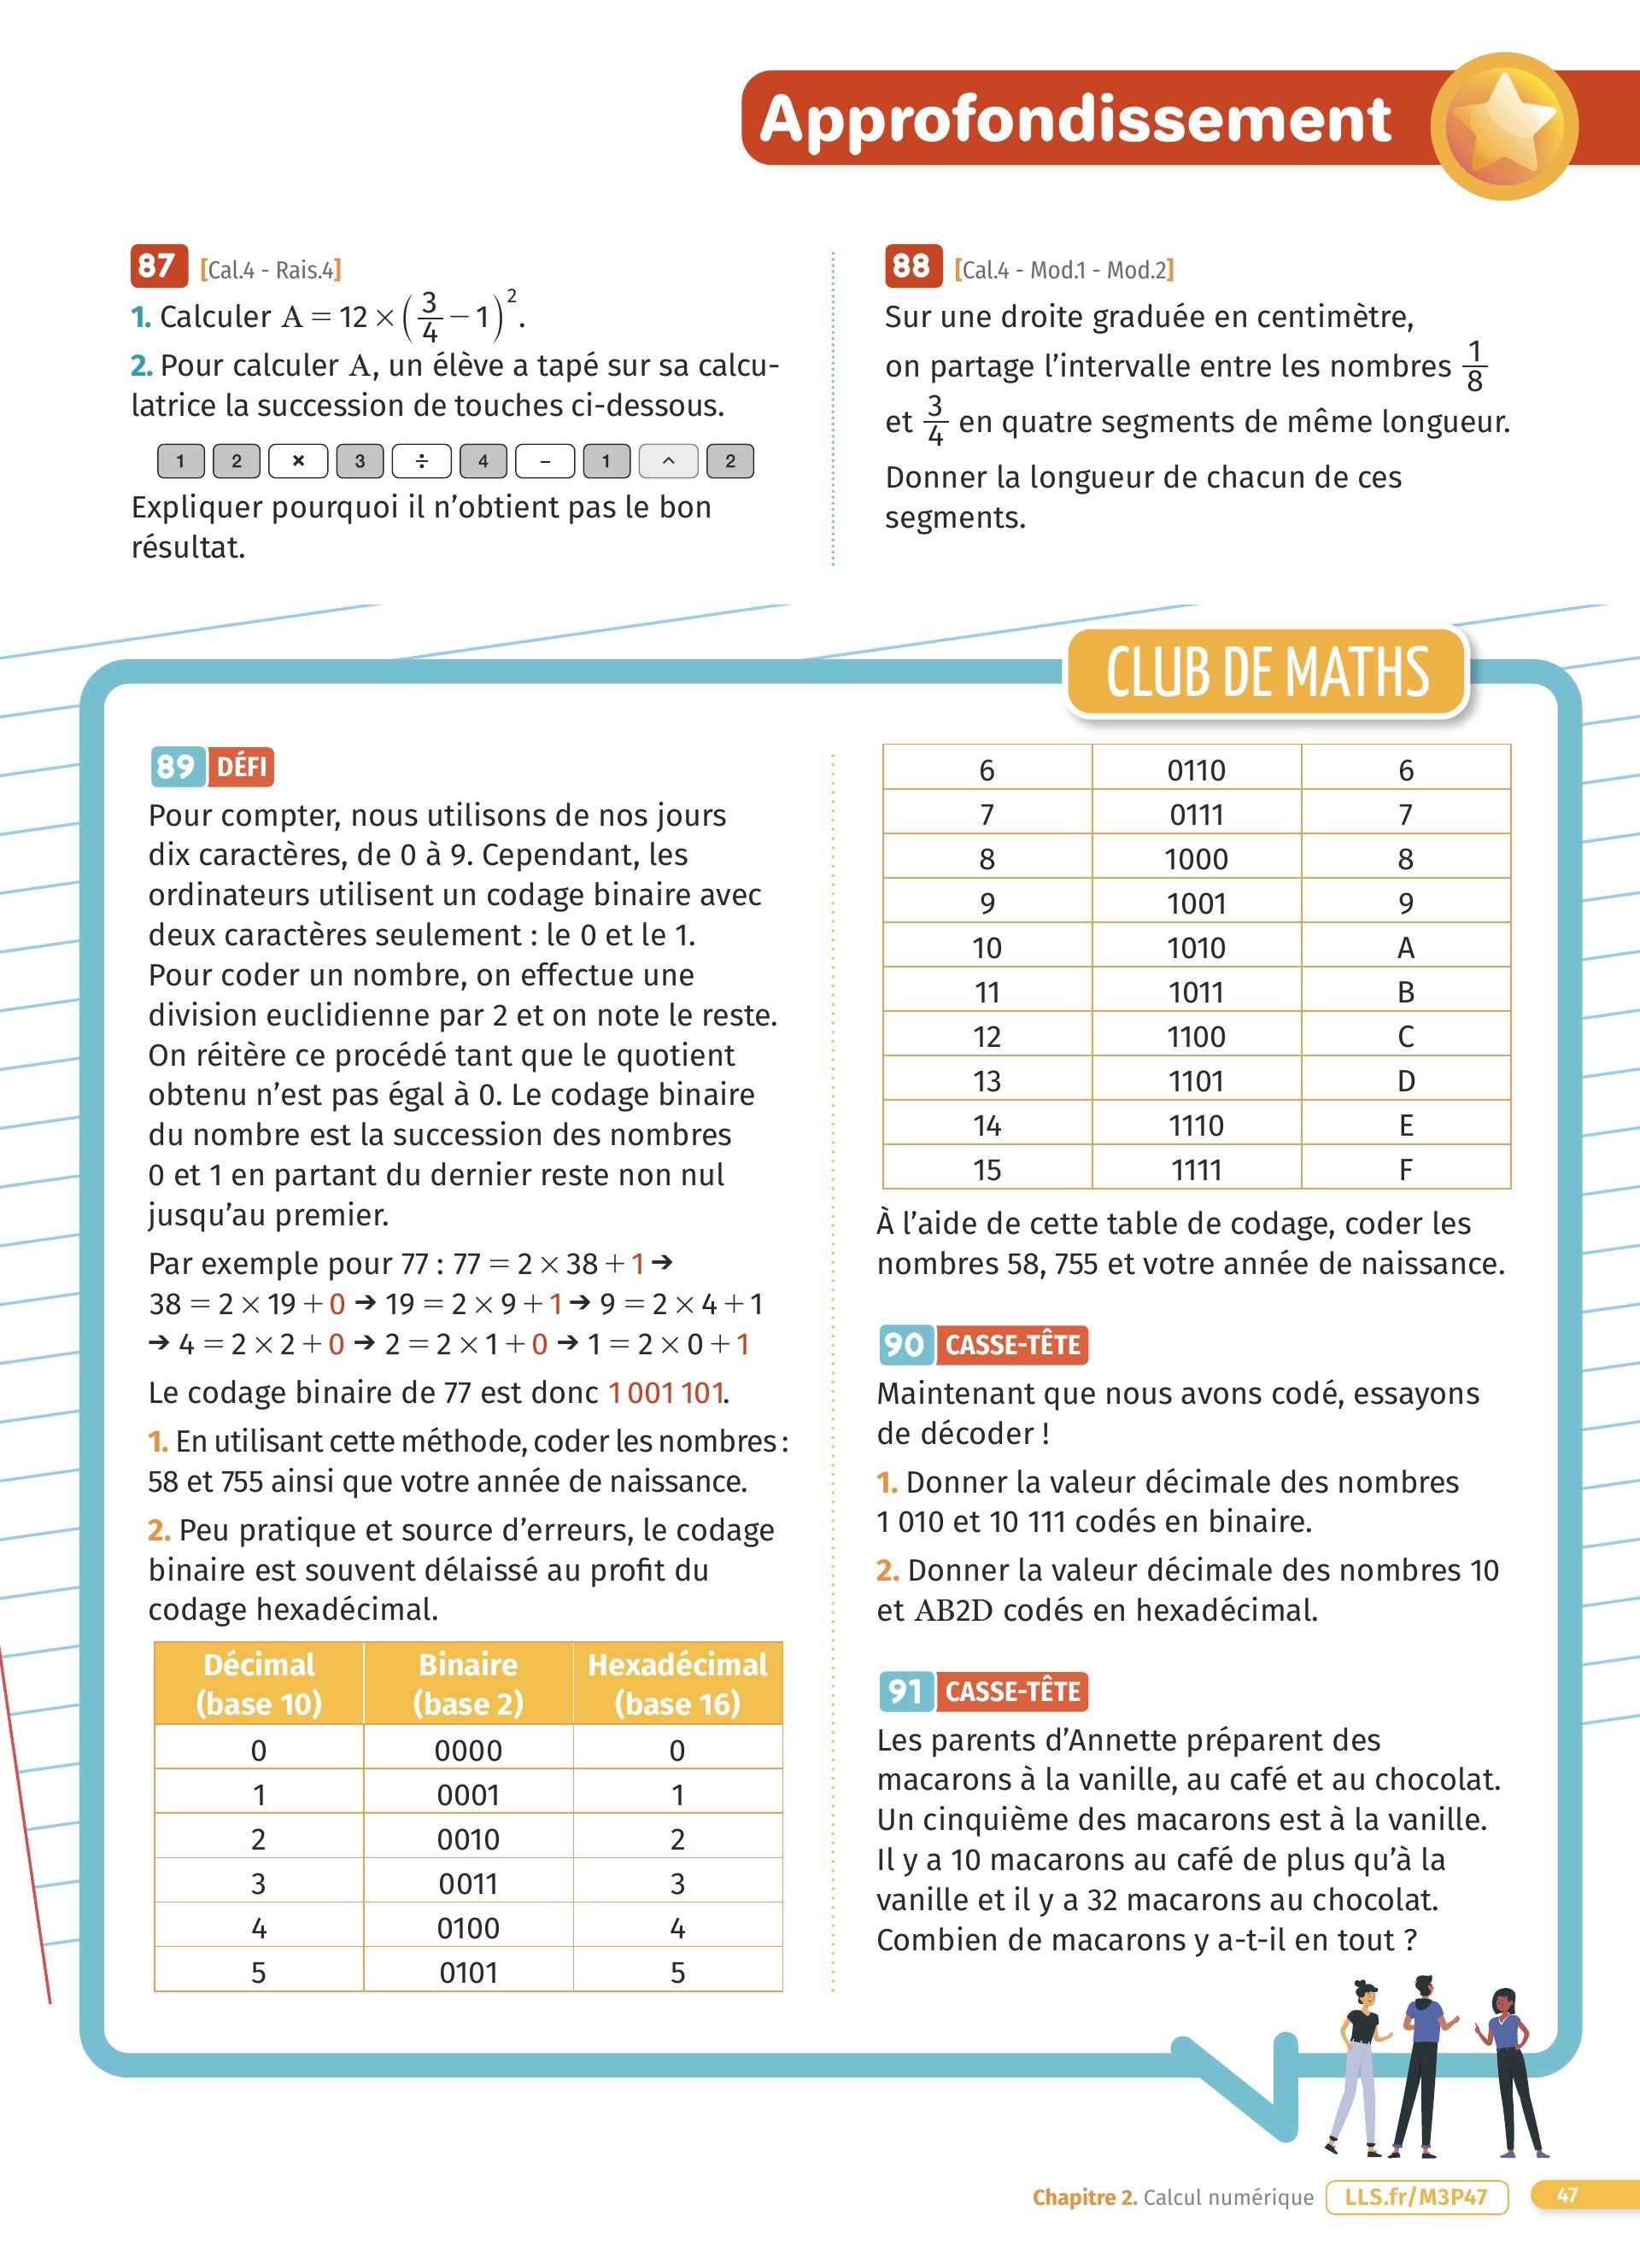 Approfondissement
87 [Cal.4 - Rais.4]
1. Calculer A = 12 × (3/4 − 1)².
2. Pour calculer A, un élève a tapé sur sa calcu-
latrice la succession de touches ci-dessous.
1 2 × 3 ÷ 4 − 1 ^ 2
Expliquer pourquoi il n’obtient pas le bon
résultat.
88 [Cal.4 - Mod.1 - Mod.2]
Sur une droite graduée en centimètre,
on partage l’intervalle entre les nombres 1/8
et 3/4 en quatre segments de même longueur.
Donner la longueur de chacun de ces
segments.
CLUB DE MATHS
89 DÉFI
Pour compter, nous utilisons de nos jours
dix caractères, de 0 à 9. Cependant, les
ordinateurs utilisent un codage binaire avec
deux caractères seulement : le 0 et le 1.
Pour coder un nombre, on effectue une
division euclidienne par 2 et on note le reste.
On réitère ce procédé tant que le quotient
obtenu n’est pas égal à 0. Le codage binaire
du nombre est la succession des nombres
0 et 1 en partant du dernier reste non nul
jusqu’au premier.
Par exemple pour 77 : 77 = 2 × 38 + 1 →
38 = 2 × 19 + 0 → 19 = 2 × 9 + 1 → 9 = 2 × 4 + 1
→ 4 = 2 × 2 + 0 → 2 = 2 × 1 + 0 → 1 = 2 × 0 + 1
Le codage binaire de 77 est donc 1 001 101.
1. En utilisant cette méthode, coder les nombres :
58 et 755 ainsi que votre année de naissance.
2. Peu pratique et source d’erreurs, le codage
binaire est souvent délaissé au profit du
codage hexadécimal.
Décimal (base 10) Binaire (base 2) Hexadécimal (base 16)
0 0000 0
1 0001 1
2 0010 2
3 0011 3
4 0100 4
5 0101 5
6 0110 6
7 0111 7
8 1000 8
9 1001 9
10 1010 A
11 1011 B
12 1100 C
13 1101 D
14 1110 E
15 1111 F
À l’aide de cette table de codage, coder les
nombres 58, 755 et votre année de naissance.
90 CASSE-TÊTE
Maintenant que nous avons codé, essayons
de décoder !
1. Donner la valeur décimale des nombres
1 010 et 10 111 codés en binaire.
2. Donner la valeur décimale des nombres 10
et AB2D codés en hexadécimal.
91 CASSE-TÊTE
Les parents d’Annette préparent des
macarons à la vanille, au café et au chocolat.
Un cinquième des macarons est à la vanille.
Il y a 10 macarons au café de plus qu’à la
vanille et il y a 32 macarons au chocolat.
Combien de macarons y a-t-il en tout ?
Chapitre 2. Calcul numérique LLS.fr/M3P47 47